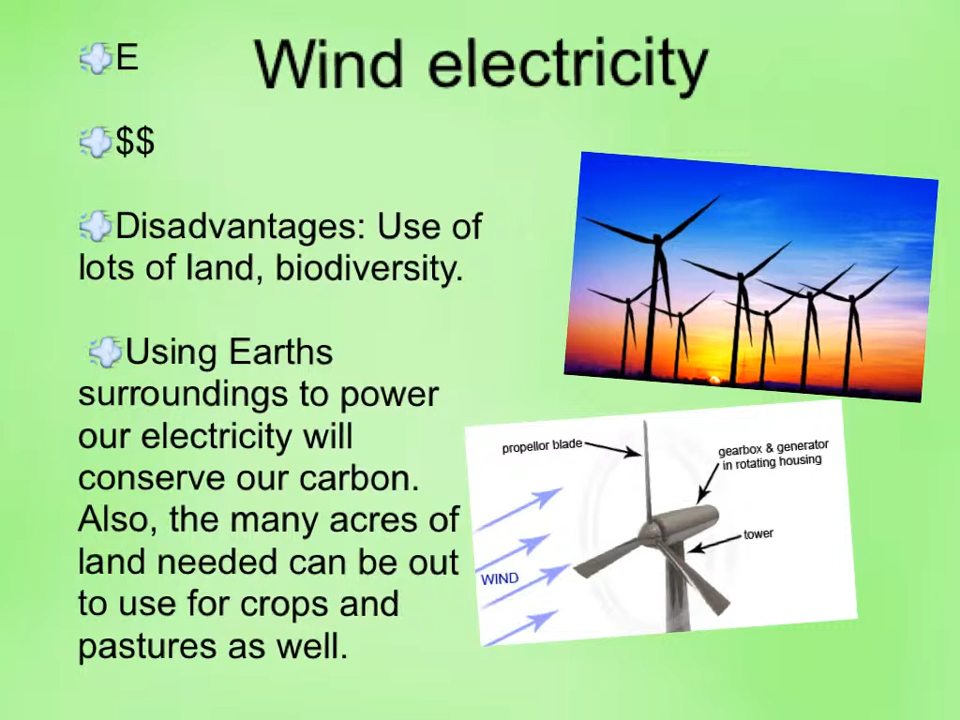 Wind electricity
E
$$
Disadvantages: Use of
lots of land, biodiversity.
Using Earths
surroundings to power
our electricity will
conserve our carbon.
Also, the many acres of
land needed can be out
to use for crops and
pastures as well.
propellor blade
gearbox & generator
in rotating housing
tower
WIND